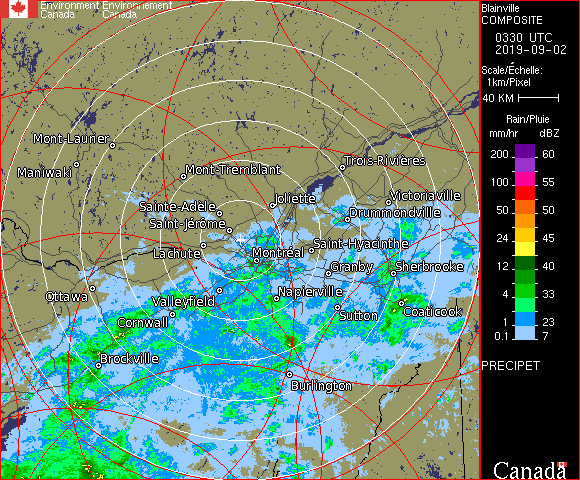 Environment Environnement
Canada Canada
Blainville
COMPOSITE
0330 UTC
2019-09-02
Scale/Échelle:
1km/Pixel
40 KM
Rain/Pluie
mm/hr dBZ
200 60
100 55
50 50
24 45
12 40
4 33
1 23
0.1 7
PRECIPET
Canada
Mont-Laurier
Maniwaki
Mont-Tremblant
Trois-Rivières
Sainte-Adèle
Joliette
Victoriaville
Drummondville
Saint-Jérôme
Lachute
Montréal
Saint-Hyacinthe
Granby
Sherbrooke
Ottawa
Valleyfield
Napierville
Cornwall
Sutton
Coaticook
Brockville
Burlington